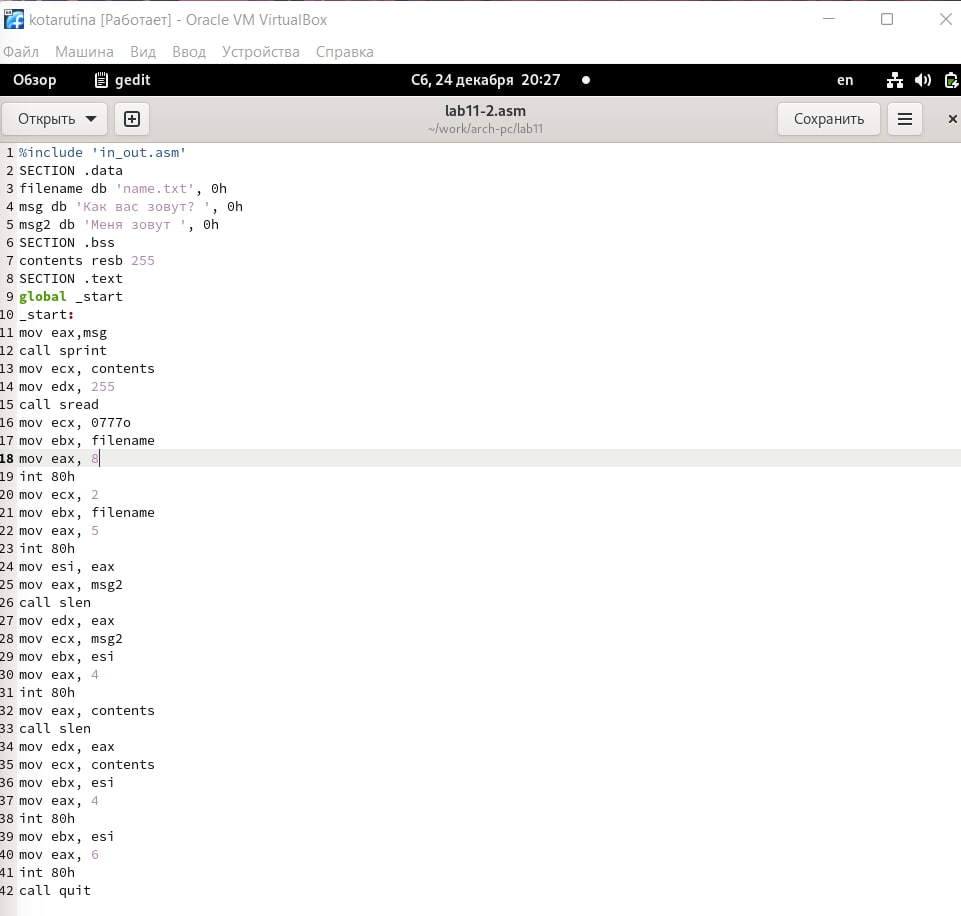 kotarutina [Работает] - Oracle VM VirtualBox
Файл Машина Вид Ввод Устройства Справка
Обзор gedit Сб, 24 декабря 20:27 en
Открыть lab11-2.asm Сохранить
~/work/arch-pc/lab11
1 %include 'in_out.asm'
2 SECTION .data
3 filename db 'name.txt', 0h
4 msg db 'Как вас зовут? ', 0h
5 msg2 db 'Меня зовут ', 0h
6 SECTION .bss
7 contents resb 255
8 SECTION .text
9 global _start
10 _start:
11 mov eax,msg
12 call sprint
13 mov ecx, contents
14 mov edx, 255
15 call sread
16 mov ecx, 0777o
17 mov ebx, filename
18 mov eax, 8
19 int 80h
20 mov ecx, 2
21 mov ebx, filename
22 mov eax, 5
23 int 80h
24 mov esi, eax
25 mov eax, msg2
26 call slen
27 mov edx, eax
28 mov ecx, msg2
29 mov ebx, esi
30 mov eax, 4
31 int 80h
32 mov eax, contents
33 call slen
34 mov edx, eax
35 mov ecx, contents
36 mov ebx, esi
37 mov eax, 4
38 int 80h
39 mov ebx, esi
40 mov eax, 6
41 int 80h
42 call quit